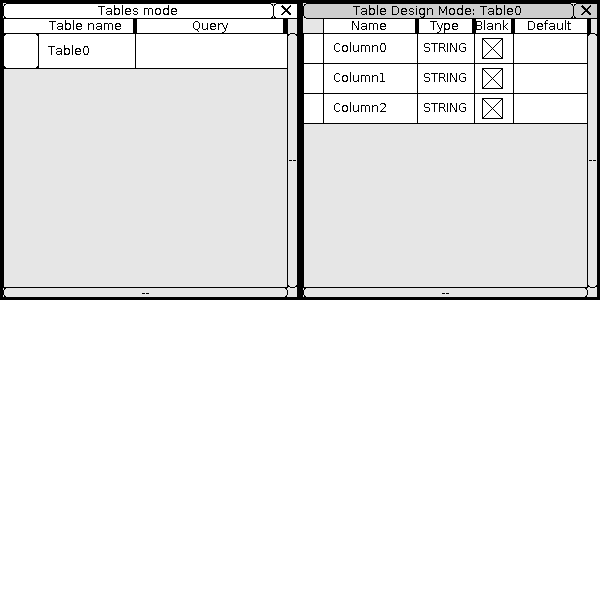 Tables mode
Table name Query
Table0
--
--
Table Design Mode: Table0
Name Type Blank Default
Column0 STRING
Column1 STRING
Column2 STRING
--
--